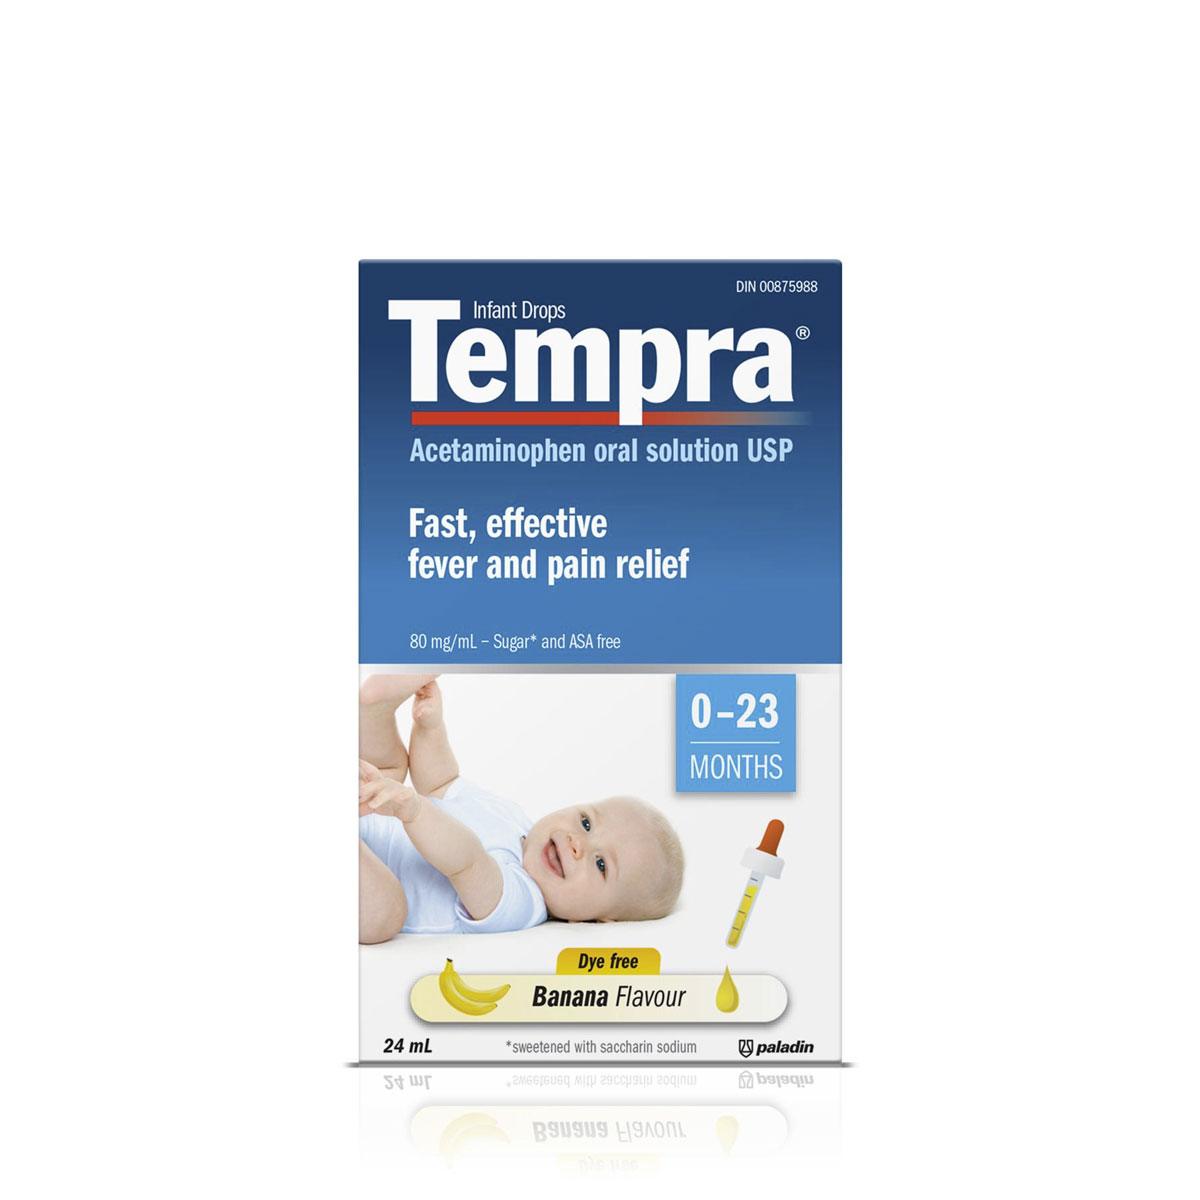 DIN 00875988
Infant Drops
Tempra®
Acetaminophen oral solution USP
Fast, effective
fever and pain relief
80 mg/mL – Sugar* and ASA free
0–23
MONTHS
Dye free
Banana Flavour
24 mL *sweetened with saccharin sodium paladin